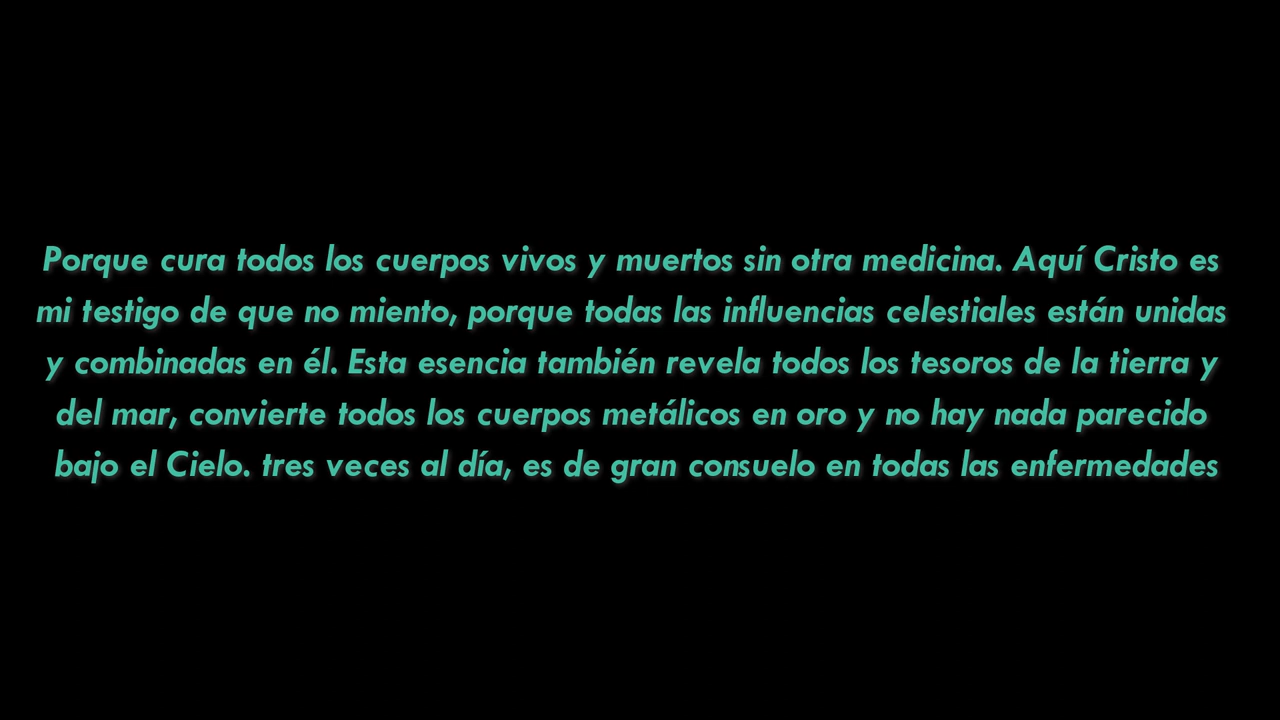 Porque cura todos los cuerpos vivos y muertos sin otra medicina. Aquí Cristo es
mi testigo de que no miento, porque todas las influencias celestiales están unidas
y combinadas en él. Esta esencia también revela todos los tesoros de la tierra y
del mar, convierte todos los cuerpos metálicos en oro y no hay nada parecido
bajo el Cielo. tres veces al día, es de gran consuelo en todas las enfermedades